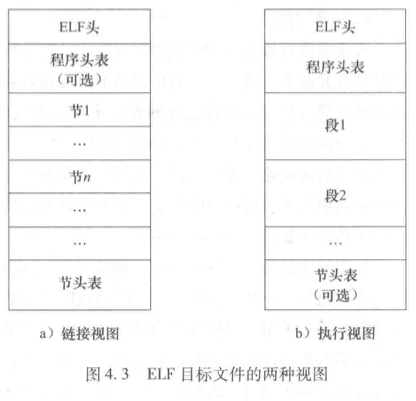 ELF头
程序头表
(可选)
节1
…
节n
…
…
节头表
a）链接视图
ELF头
程序头表
段1
段2
…
节头表
(可选)
b）执行视图
图 4.3 ELF 目标文件的两种视图